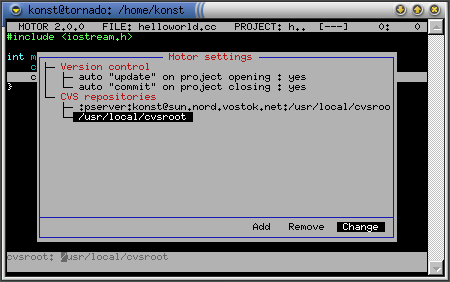 konst@tornado: /home/konst
MOTOR 2.0.0 FILE: helloworld.cc PROJECT: h.. [---] 0: 0
#include <iostream.h>
Motor settings
int m
Version control
c
auto "update" on project opening : yes
c
auto "commit" on project closing : yes
}
CVS repositories
:pserver:konst@sun.nord.vostok.net:/usr/local/cvsroo
/usr/local/cvsroot
Add Remove Change
cvsroot: /usr/local/cvsroot